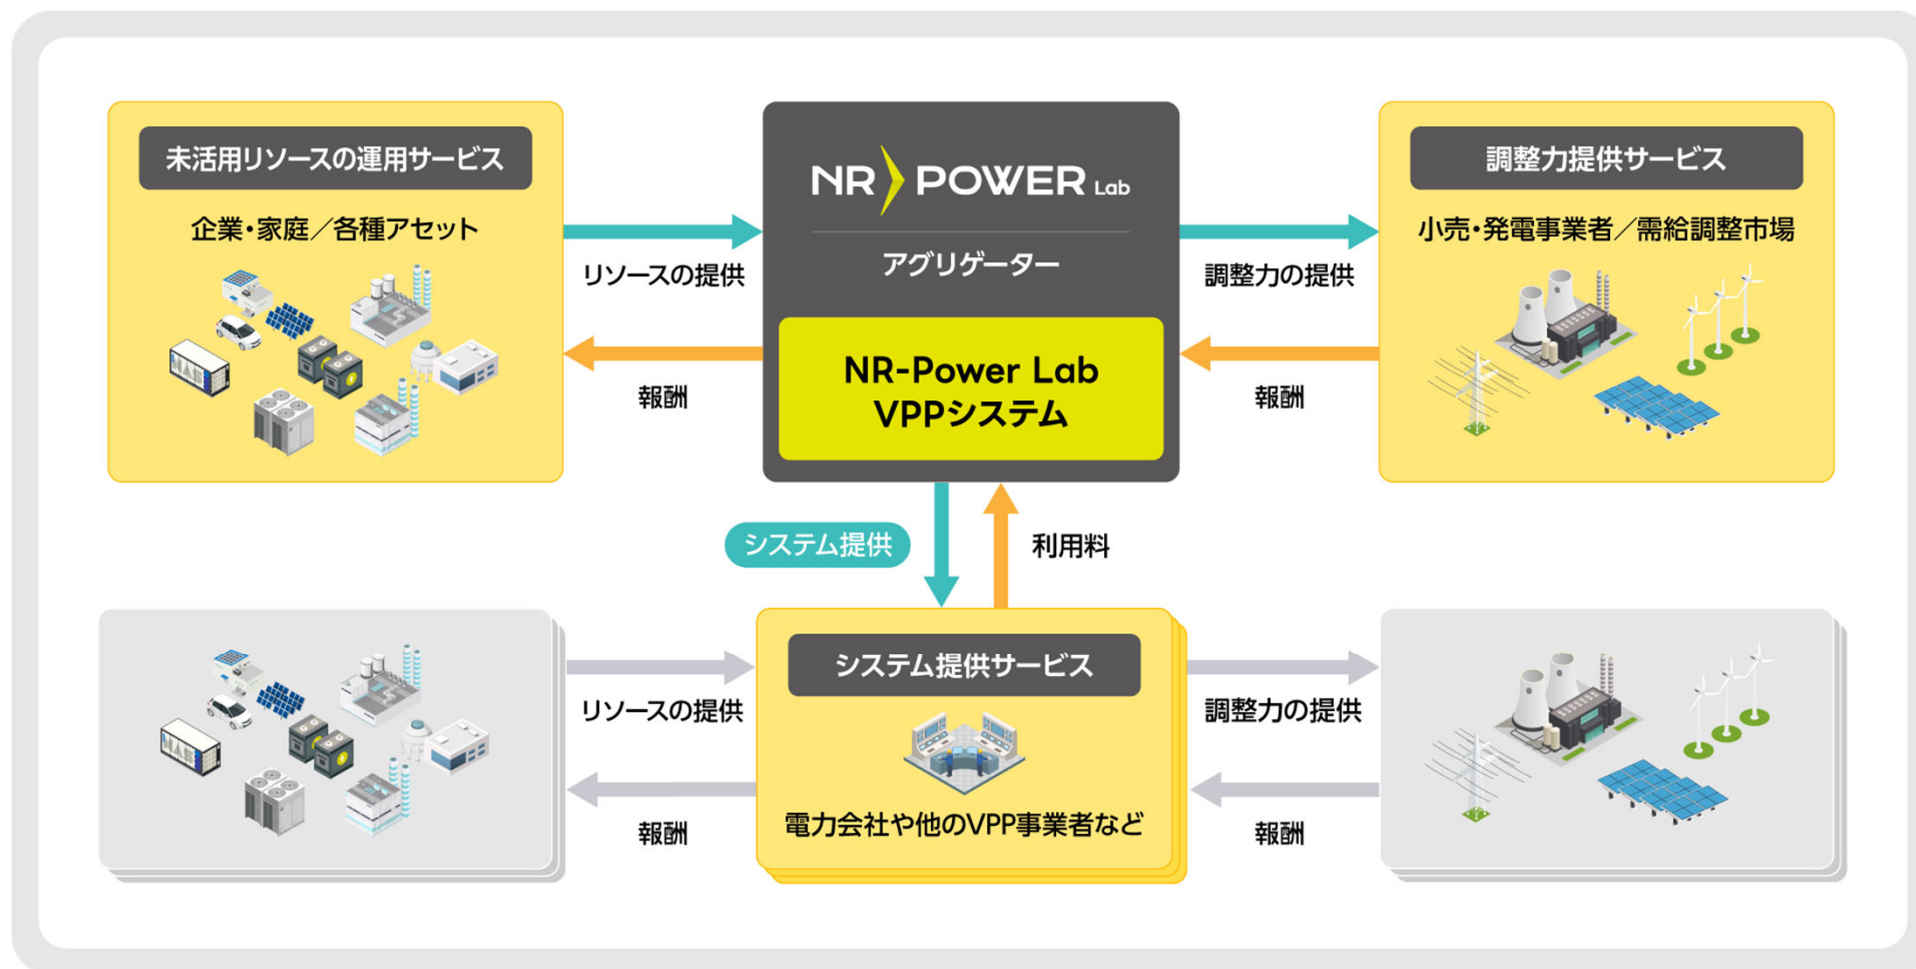 未活用リソースの運用サービス
企業・家庭／各種アセット
リソースの提供
報酬
NR POWER Lab
アグリゲーター
NR-Power Lab
VPPシステム
調整力の提供
報酬
調整力提供サービス
小売・発電事業者／需給調整市場
システム提供
利用料
リソースの提供
報酬
システム提供サービス
電力会社や他のVPP事業者など
調整力の提供
報酬
NAS
NAS